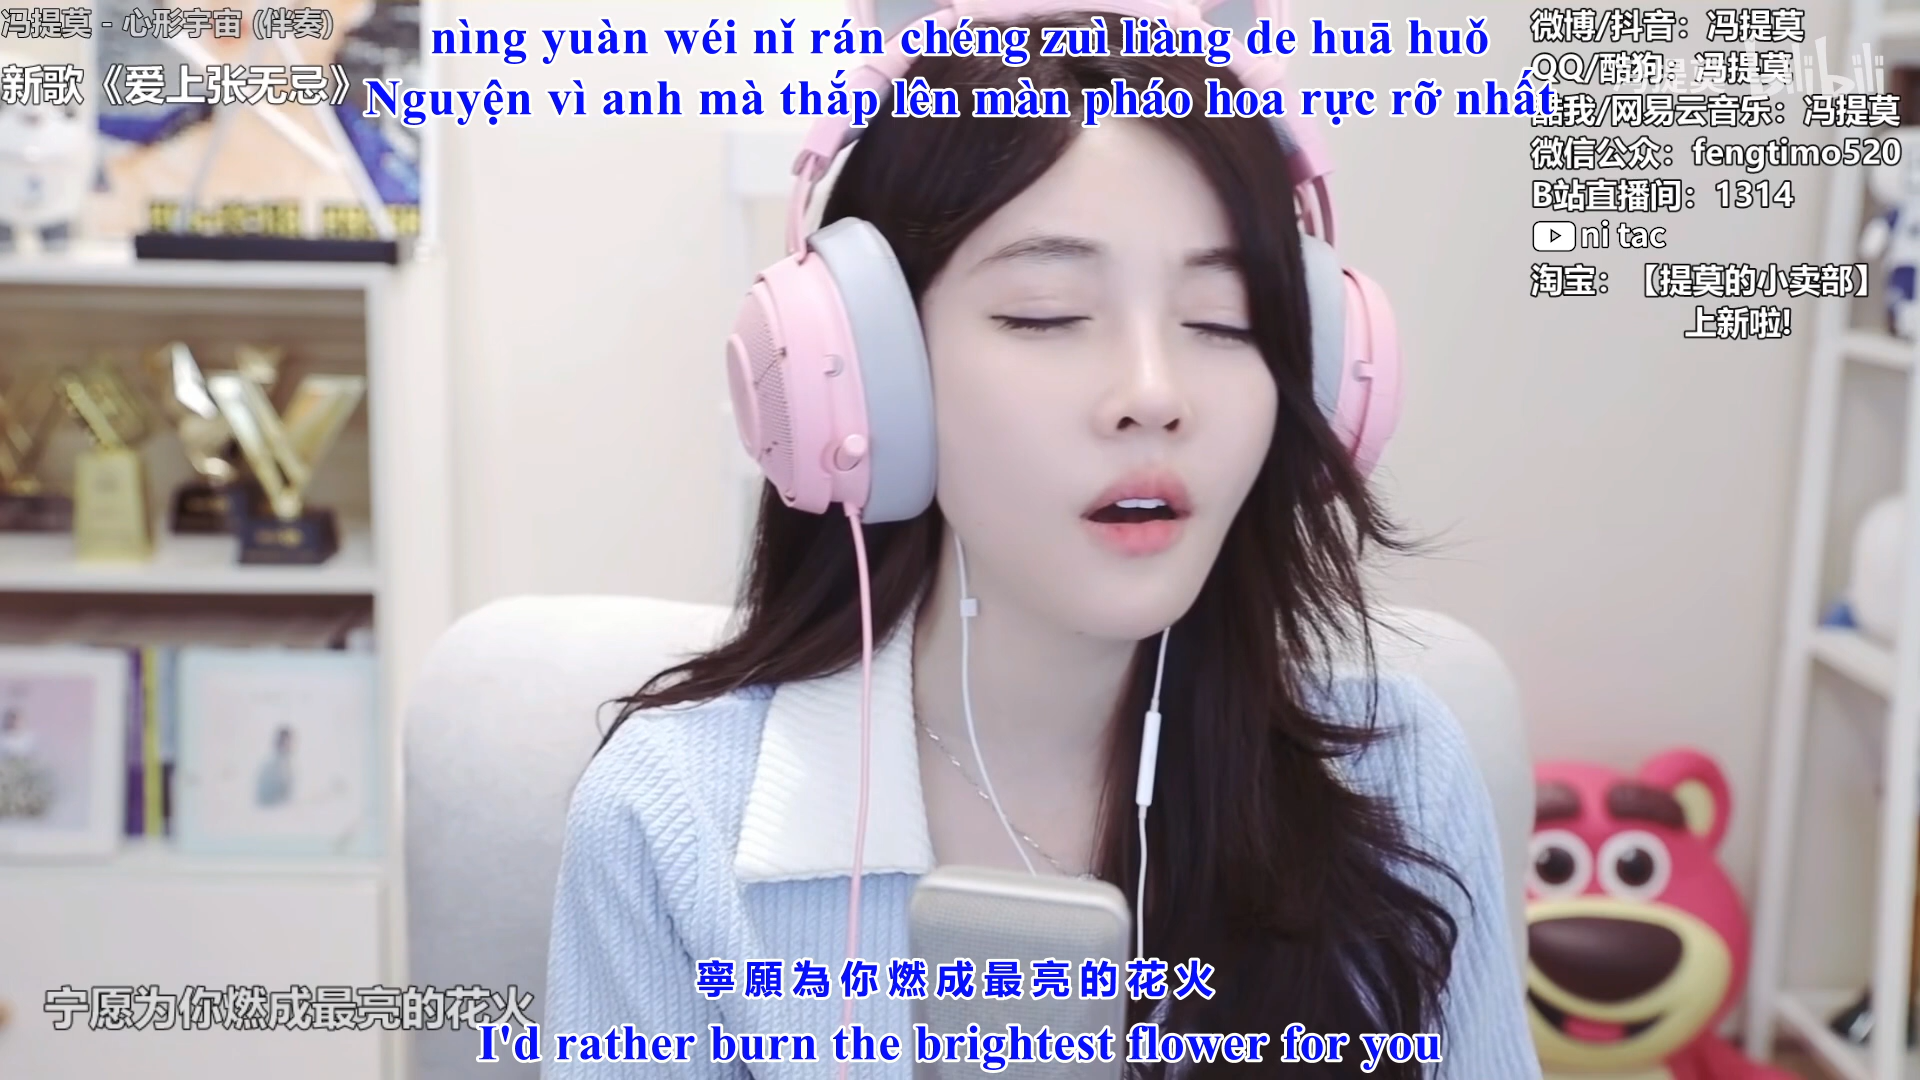 冯提莫 - 心形宇宙 (伴奏)
新歌《爱上张无忌》
nìng yuàn wéi nǐ rán chéng zuì liàng de huā huǒ
Nguyện vì anh mà thắp lên màn pháo hoa rực rỡ nhất
微博/抖音：冯提莫
QQ/酷狗：冯提莫
冯提莫 bilibili
酷我/网易云音乐：冯提莫
微信公众：fengtimo520
B站直播间：1314
ni tac
淘宝：【提莫的小卖部】
上新啦!
寧願為你燃成最亮的花火
宁愿为你燃成最亮的花火
I'd rather burn the brightest flower for you